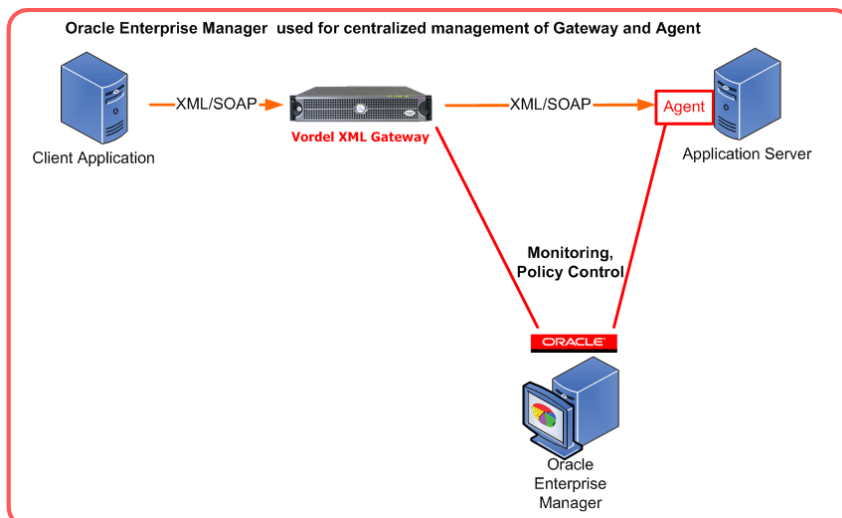 Oracle Enterprise Manager used for centralized management of Gateway and Agent
XML/SOAP
XML/SOAP
Agent
Vordel XML Gateway
Client Application
Application Server
Monitoring,
Policy Control
ORACLE
Oracle
Enterprise
Manager